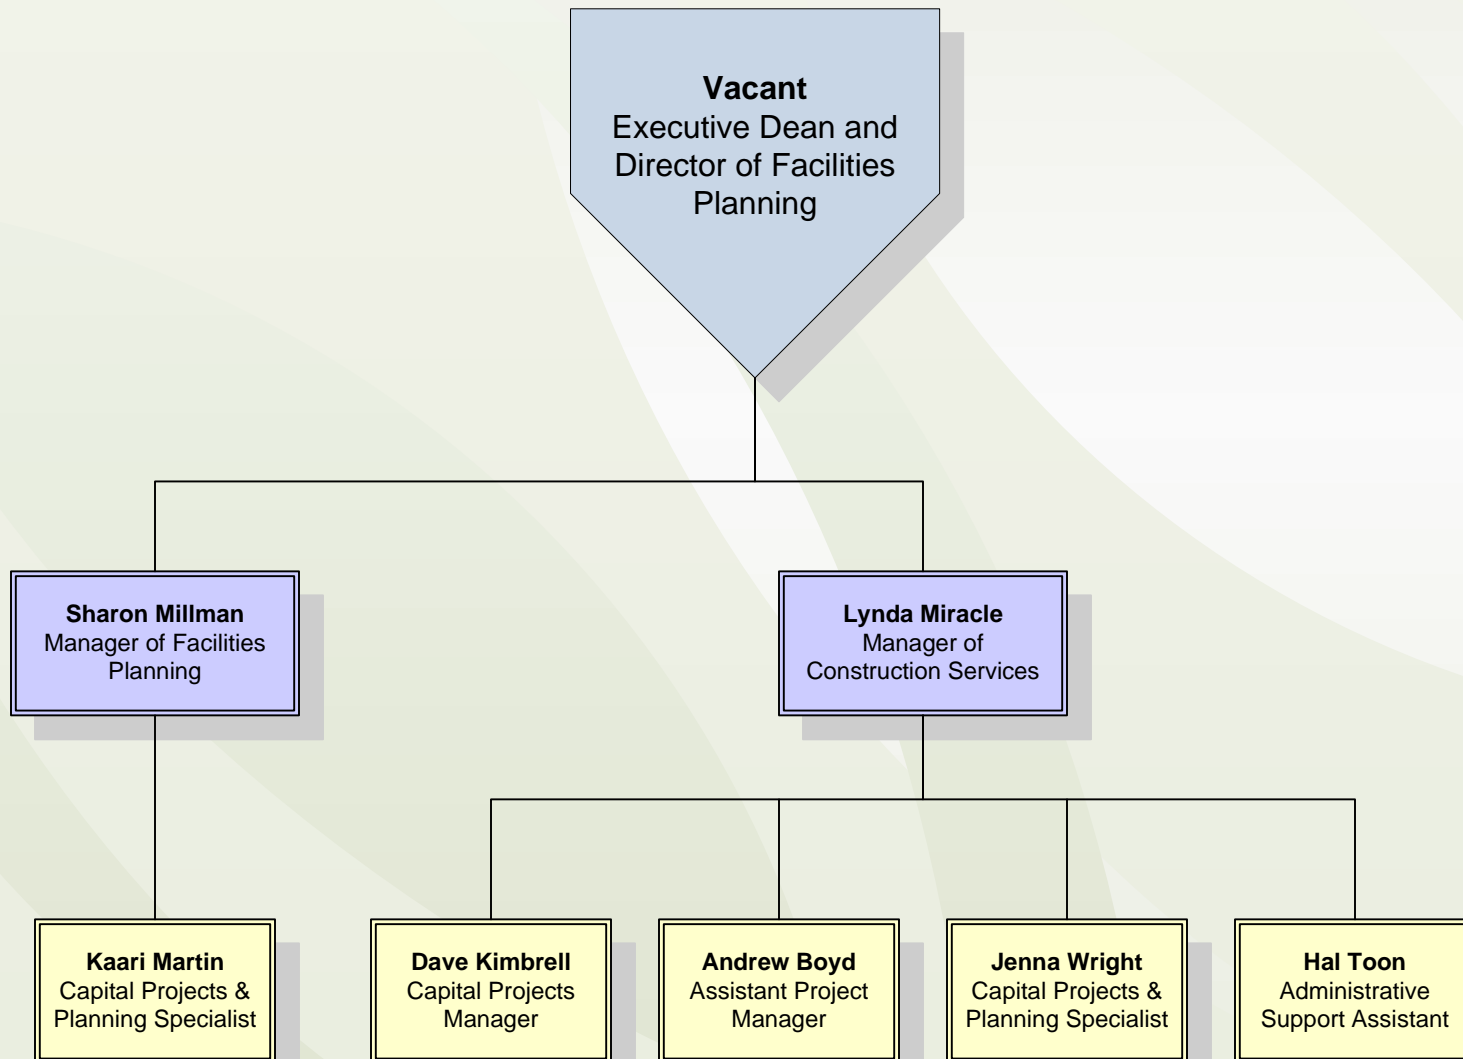 Vacant
Executive Dean and
Director of Facilities
Planning
Sharon Millman
Manager of Facilities
Planning
Lynda Miracle
Manager of
Construction Services
Kaari Martin
Capital Projects &
Planning Specialist
Dave Kimbrell
Capital Projects
Manager
Andrew Boyd
Assistant Project
Manager
Jenna Wright
Capital Projects &
Planning Specialist
Hal Toon
Administrative
Support Assistant